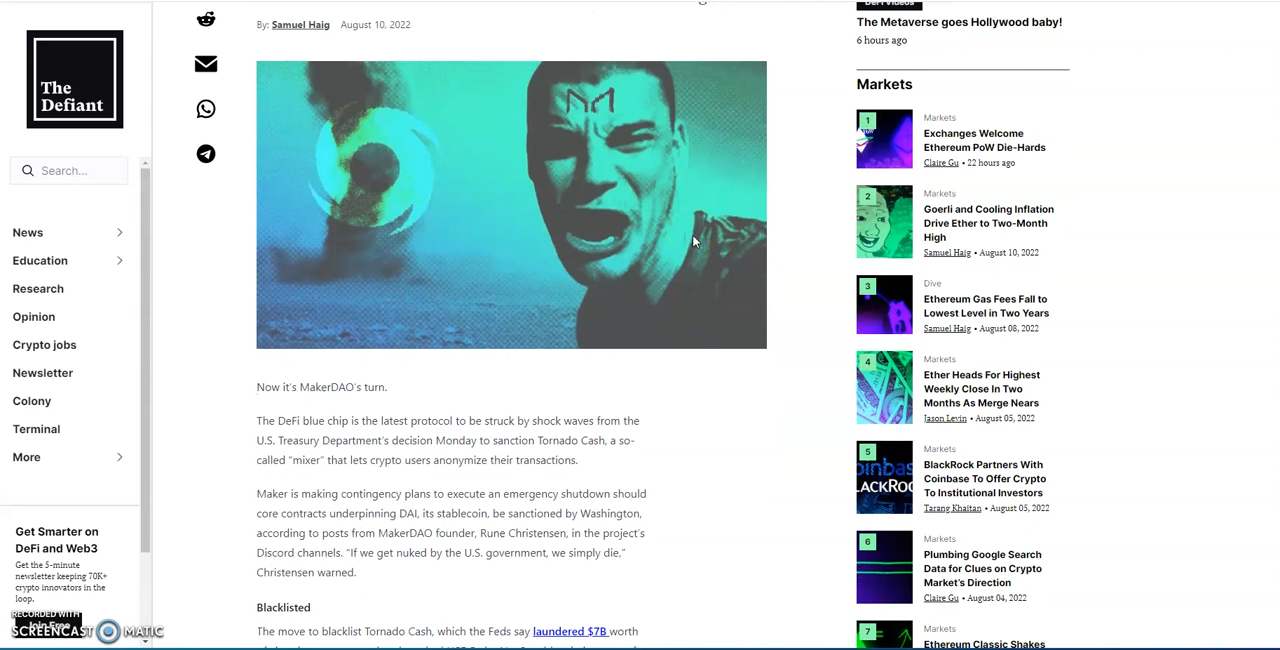 The
Defiant
Search...
News
Education
Research
Opinion
Crypto jobs
Newsletter
Colony
Terminal
More
Get Smarter on
DeFi and Web3
Get the 5-minute
newsletter keeping 70K+
crypto innovators in the
loop.
Join Free
RECORDED WITH
SCREENCAST MATIC
By: Samuel Haig August 10, 2022
Now it's MakerDAO's turn.
The DeFi blue chip is the latest protocol to be struck by shock waves from the
U.S. Treasury Department's decision Monday to sanction Tornado Cash, a so-
called "mixer" that lets crypto users anonymize their transactions.
Maker is making contingency plans to execute an emergency shutdown should
core contracts underpinning DAI, its stablecoin, be sanctioned by Washington,
according to posts from MakerDAO founder, Rune Christensen, in the project's
Discord channels. "If we get nuked by the U.S. government, we simply die,"
Christensen warned.
Blacklisted
The move to blacklist Tornado Cash, which the Feds say laundered $7B worth
DeFi Videos
The Metaverse goes Hollywood baby!
6 hours ago
Markets
1
Markets
Exchanges Welcome
Ethereum PoW Die-Hards
Claire Gu • 22 hours ago
2
Markets
Goerli and Cooling Inflation
Drive Ether to Two-Month
High
Samuel Haig • August 10, 2022
3
Dive
Ethereum Gas Fees Fall to
Lowest Level in Two Years
Samuel Haig • August 08, 2022
4
Markets
Ether Heads For Highest
Weekly Close In Two
Months As Merge Nears
Jason Levin • August 05, 2022
5
Markets
BlackRock Partners With
Coinbase To Offer Crypto
To Institutional Investors
Tarang Khaitan • August 05, 2022
6
Markets
Plumbing Google Search
Data for Clues on Crypto
Market's Direction
Claire Gu • August 04, 2022
7
Markets
Ethereum Classic Shakes